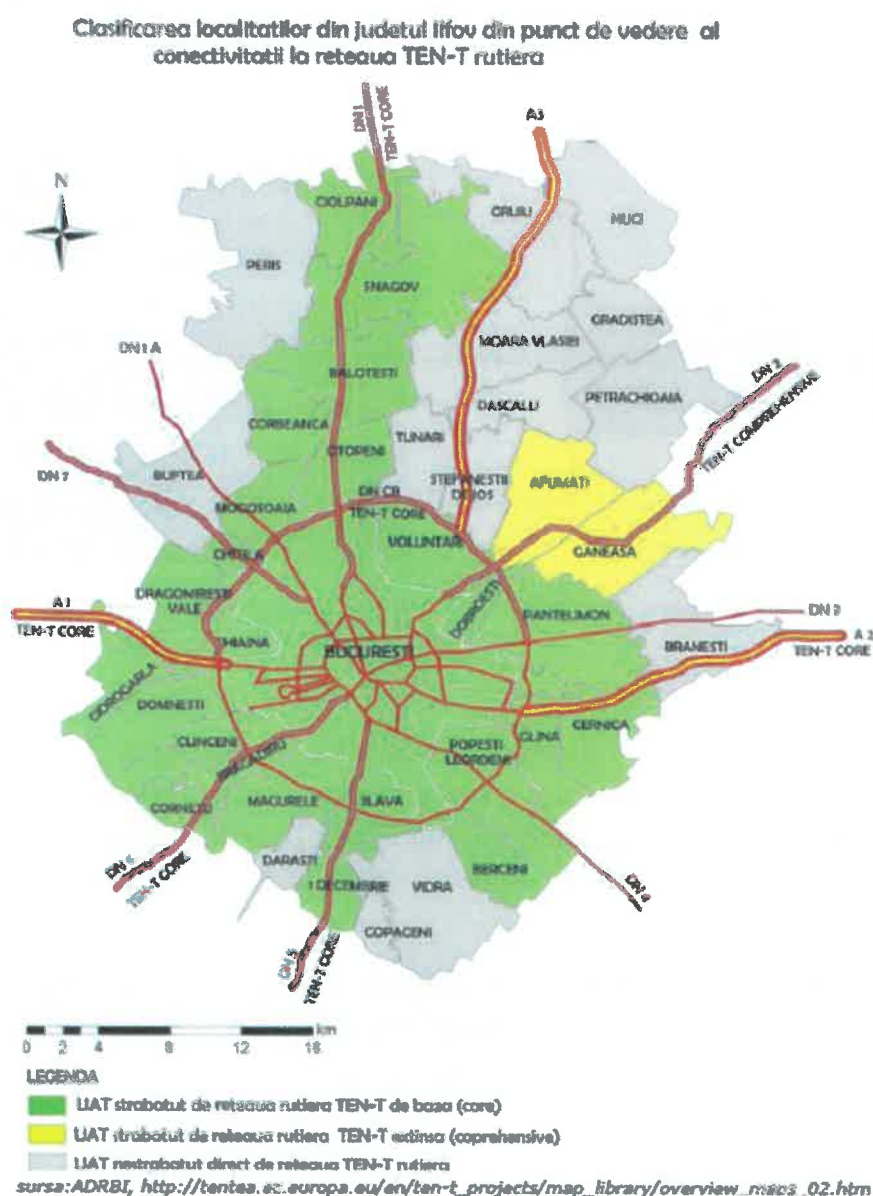 Clasificarea localitatilor din judetul Ilfov din punct de vedere al
conectivitatii la reteaua TEN-T rutiera
DN 1
TEN-T CORE
A3
N
CIOLPANI
GRUIU
NUCI
PERIS
SNAGOV
GRADISTEA
MOARA VLASIEI
DN 1 A
BALOTESTI
DN 2
TEN-T COMPREHENSIVE
DASCALU
PETRACHIOAIA
CORBEANCA
TUNARI
OTOPENI
DN 7
BUFTEA
STEFANESTII
DE JOS
AFUMATI
DN CB
TEN-T CORE
MOGOSOAIA
VOLUNTARI
GANEASA
CHITILA
DRAGOMIRESTI
VALE
DOBROESTI
PANTELIMON
A 1
TEN-T CORE
DN 3
A 2
TEN-T CORE
CHIAJNA
BUCURESTI
BRANESTI
CIOROGARLA
DOMNESTI
CERNICA
CLINCENI
GLINA
POPESTI
LEORDENI
BRAGADIRU
CORNETU
MAGURELE
JILAVA
DARASTI
1 DECEMBRIE
VIDRA
BERCENI
DN 6
TEN-T CORE
DN 4
COPACENI
DN 5
TEN-T CORE
km
0 2 4 8 12 16
LEGENDA
UAT strabatut de reteaua rutiera TEN-T de baza (core)
UAT strabatut de reteaua rutiera TEN-T extinsa (coprehensive)
UAT nestrabatut direct de reteaua TEN-T rutiera
sursa:ADRBI, http://tentea.ec.europa.eu/en/ten-t_projects/map_library/overview_maps_02.htm